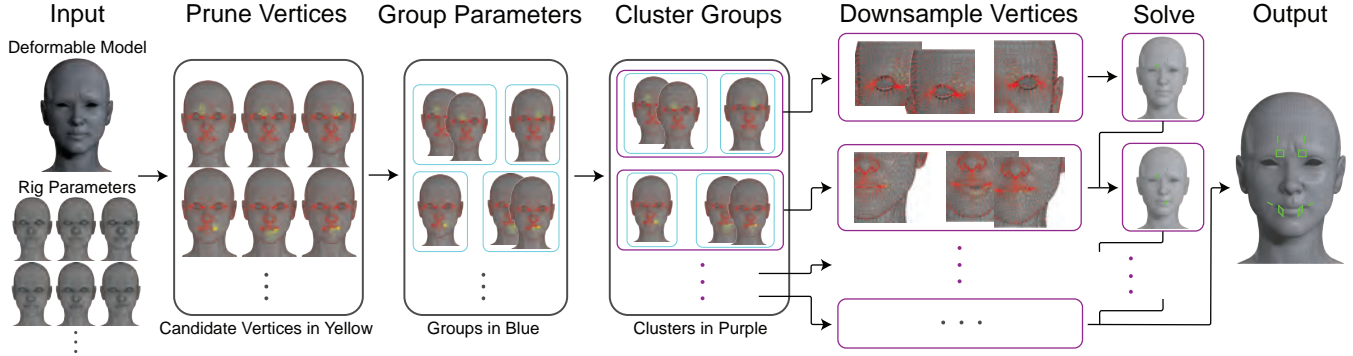 Input
Prune Vertices
Group Parameters
Cluster Groups
Downsample Vertices
Solve
Output
Deformable Model
Rig Parameters
Candidate Vertices in Yellow
Groups in Blue
Clusters in Purple